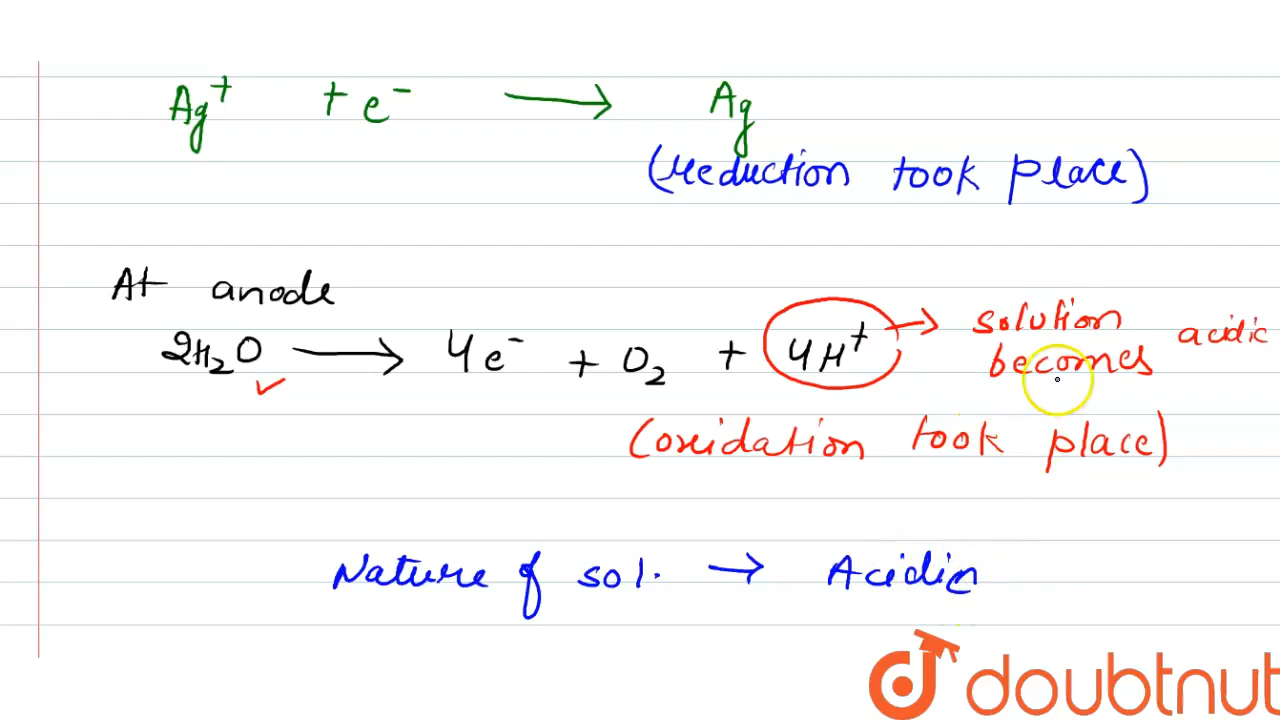 Ag⁺ + e⁻ → Ag
(reduction took place)
At anode
2H₂O → 4e⁻ + O₂ + 4H⁺ → solution becomes acidic
(oxidation took place)
Nature of sol. → Acidic
doubtnut